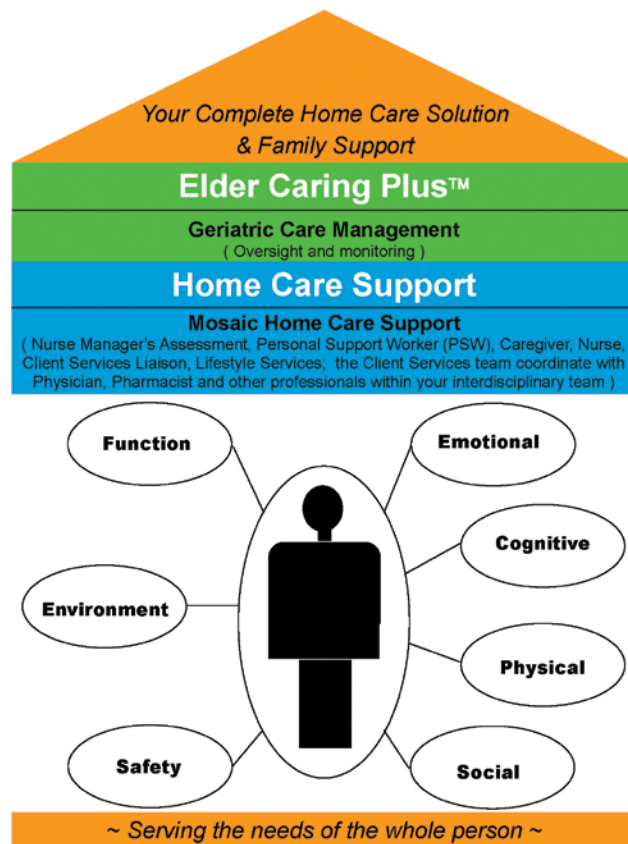 Your Complete Home Care Solution
& Family Support
Elder Caring Plus™
Geriatric Care Management
( Oversight and monitoring )
Home Care Support
Mosaic Home Care Support
( Nurse Manager's Assessment, Personal Support Worker (PSW), Caregiver, Nurse,
Client Services Liaison, Lifestyle Services; the Client Services team coordinate with
Physician, Pharmacist and other professionals within your interdisciplinary team )
Function
Emotional
Cognitive
Environment
Physical
Safety
Social
~ Serving the needs of the whole person ~